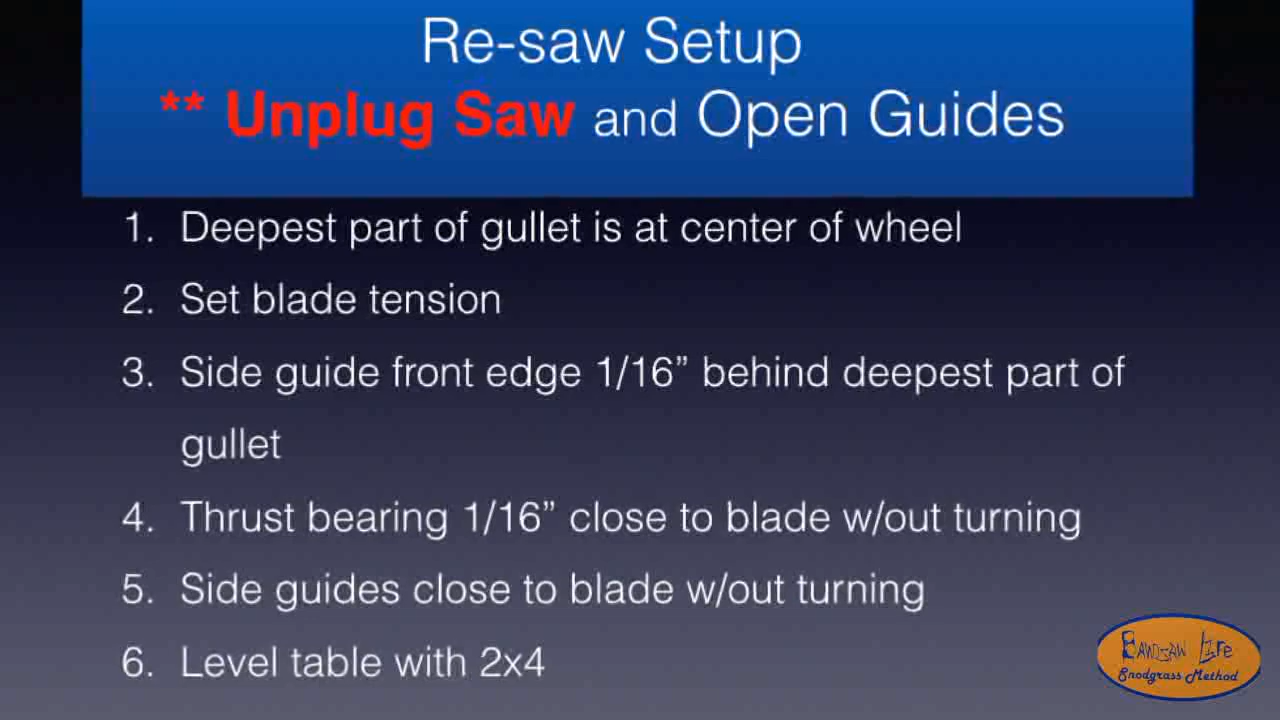 Re-saw Setup
** Unplug Saw and Open Guides
1. Deepest part of gullet is at center of wheel
2. Set blade tension
3. Side guide front edge 1/16” behind deepest part of
gullet
4. Thrust bearing 1/16” close to blade w/out turning
5. Side guides close to blade w/out turning
6. Level table with 2x4
Bandsaw Life
Snodgrass Method